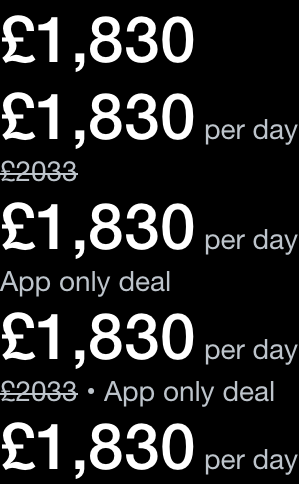 £1,830
£1,830 per day
£2033
£1,830 per day
App only deal
£1,830 per day
£2033 • App only deal
£1,830 per day